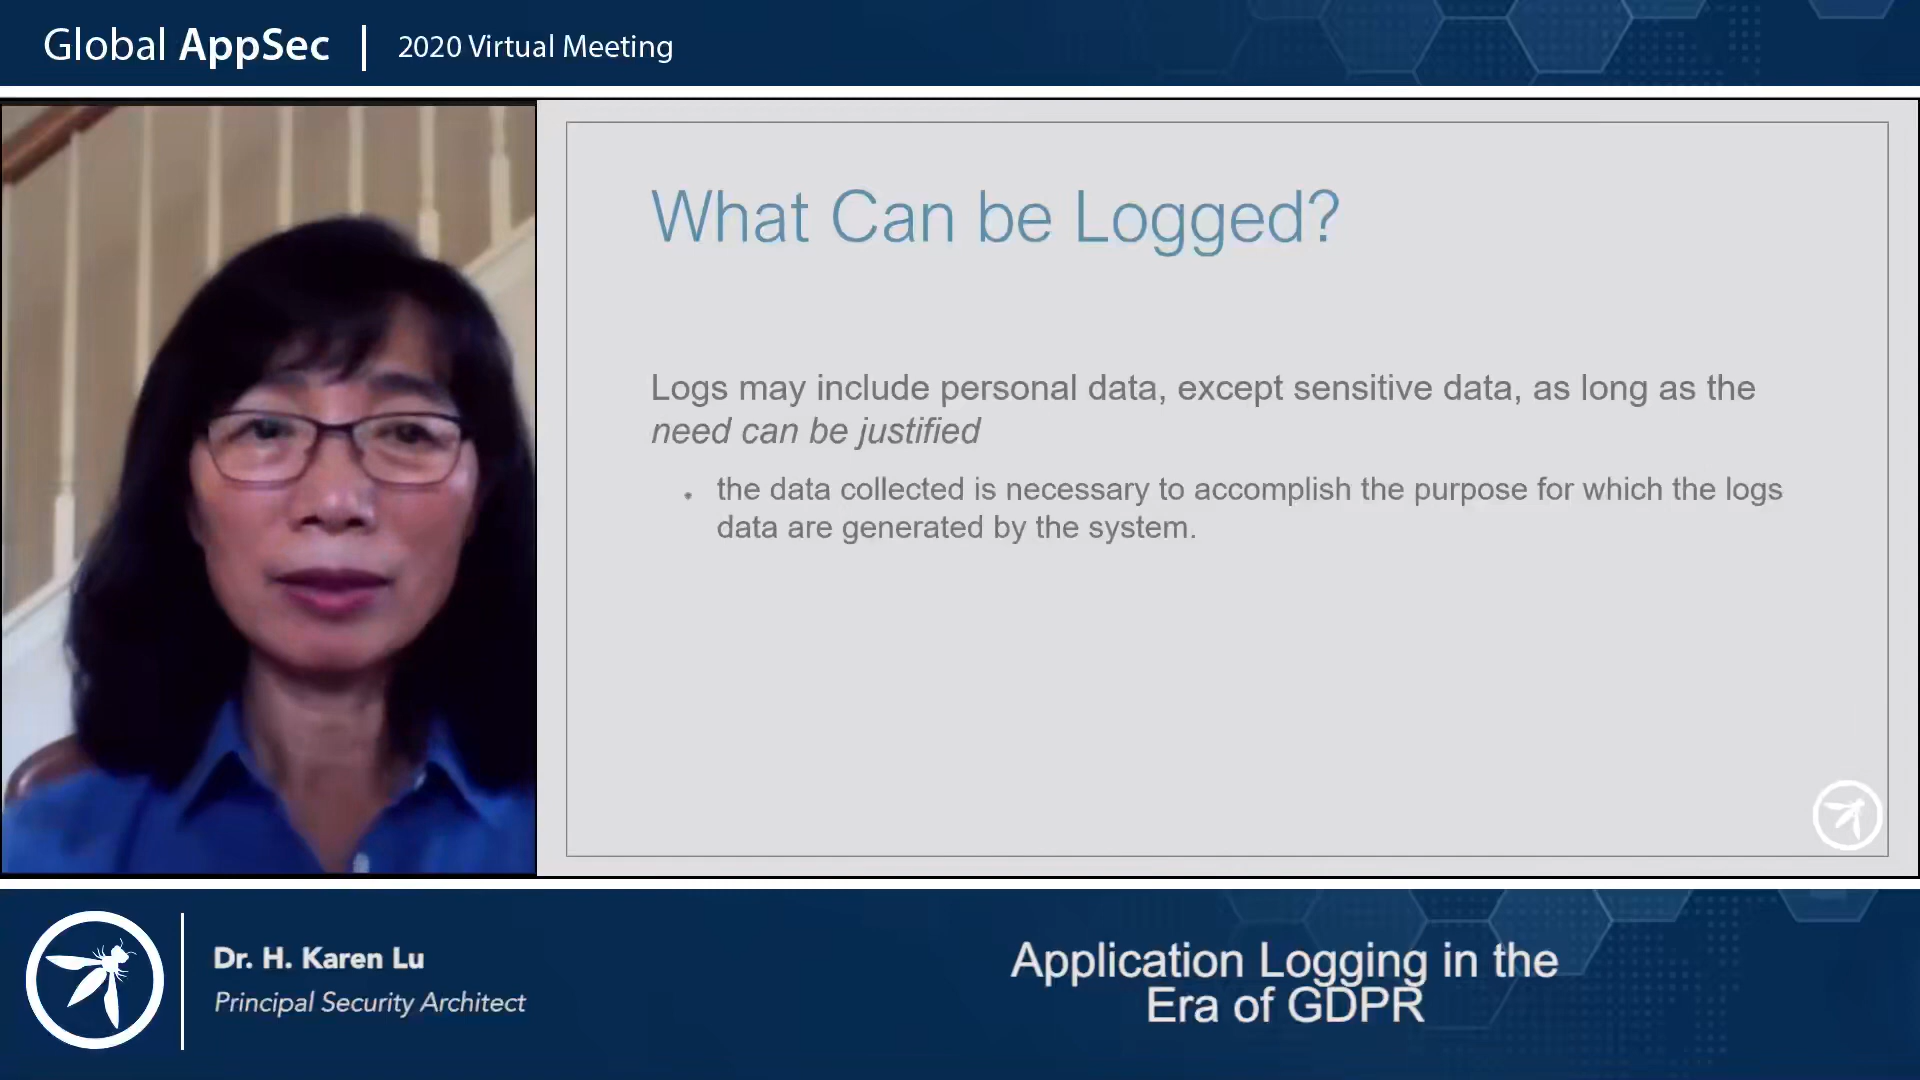 Global AppSec | 2020 Virtual Meeting
What Can be Logged?
Logs may include personal data, except sensitive data, as long as the
need can be justified
• the data collected is necessary to accomplish the purpose for which the logs
data are generated by the system.
Dr. H. Karen Lu
Principal Security Architect
Application Logging in the
Era of GDPR